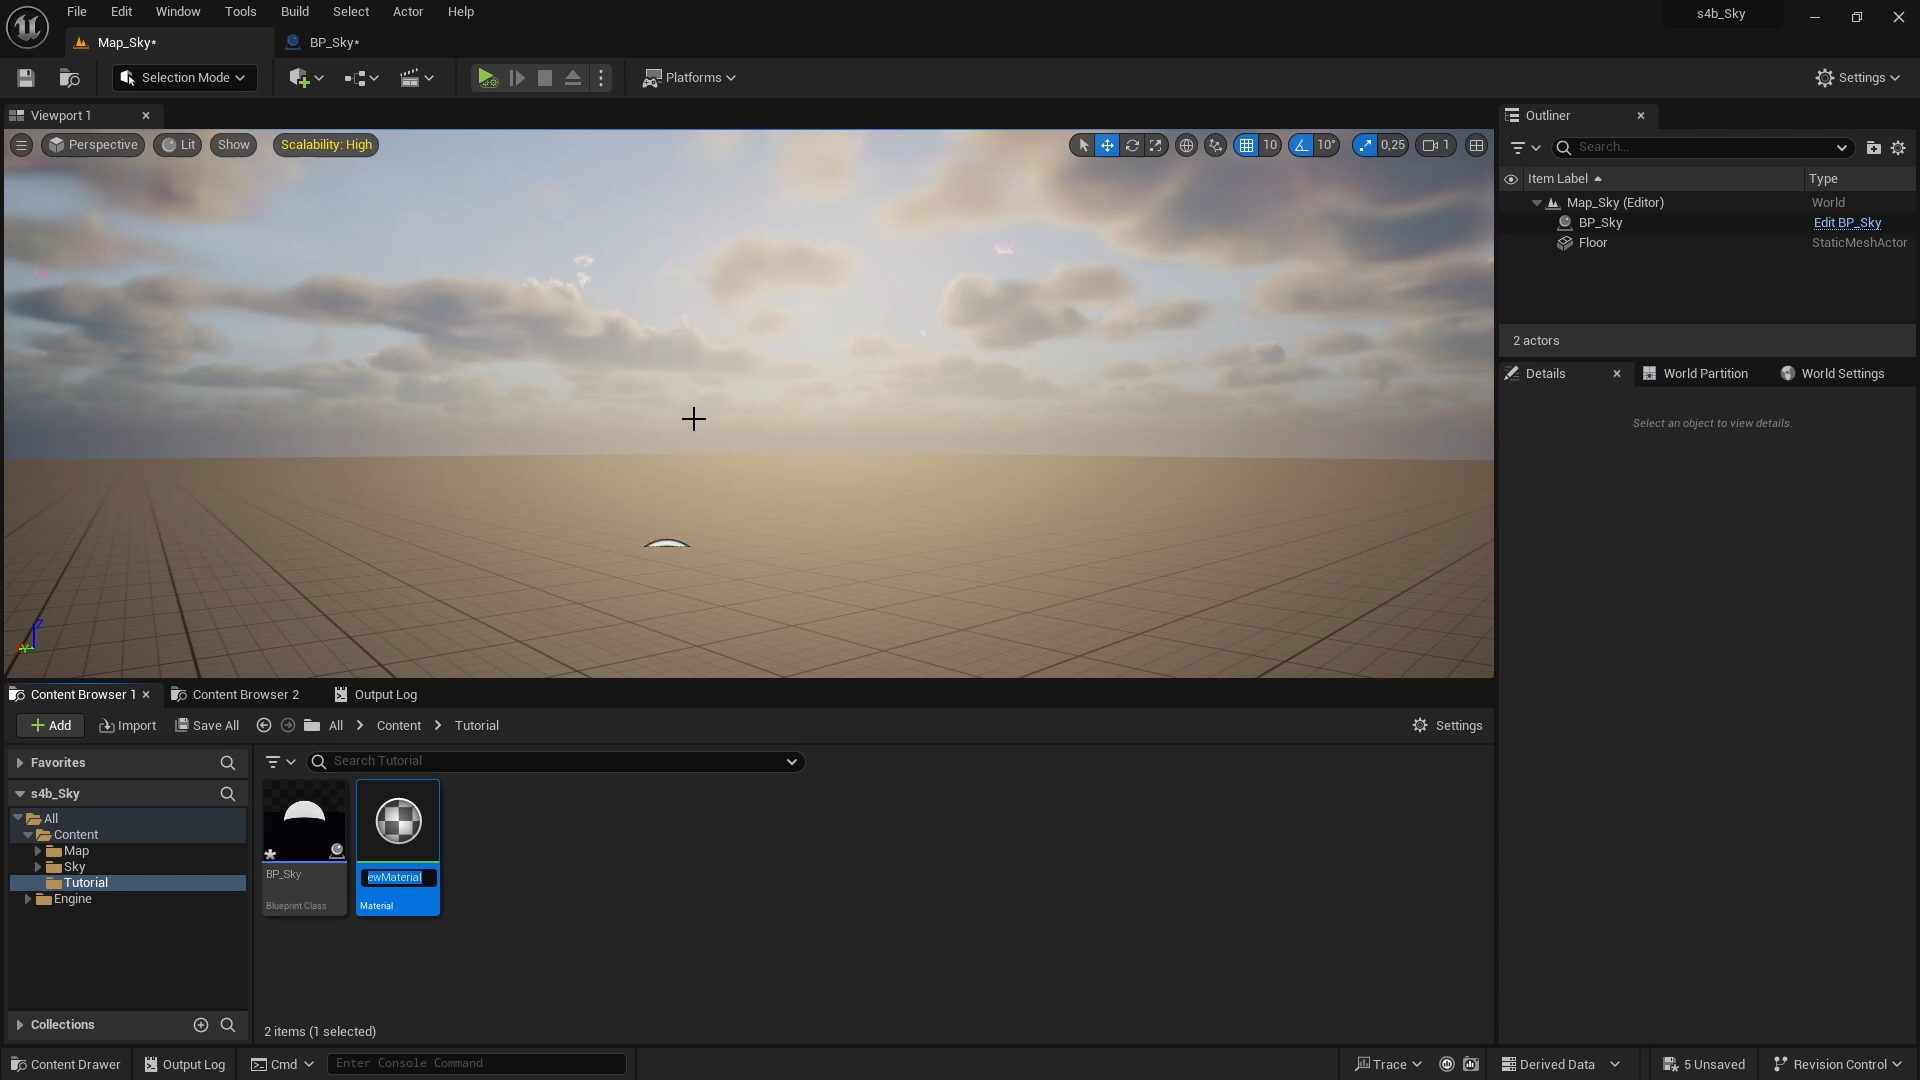 File Edit Window Tools Build Select Actor Help
s4b_Sky
Map_Sky*
BP_Sky*
Selection Mode
Platforms
Settings
Viewport 1
Perspective
Lit
Show
Scalability: High
10
10°
0,25
1
Z
Y
Outliner
Search...
Item Label
Type
Map_Sky (Editor)
World
BP_Sky
Edit BP_Sky
Floor
StaticMeshActor
2 actors
Details
World Partition
World Settings
Select an object to view details.
Content Browser 1
Content Browser 2
Output Log
Add
Import
Save All
All
Content
Tutorial
Settings
Favorites
s4b_Sky
All
Content
Map
Sky
Tutorial
Engine
Collections
Search Tutorial
BP_Sky
Blueprint Class
ewMaterial
Material
2 items (1 selected)
Content Drawer
Output Log
Cmd
Enter Console Command
Trace
Derived Data
5 Unsaved
Revision Control